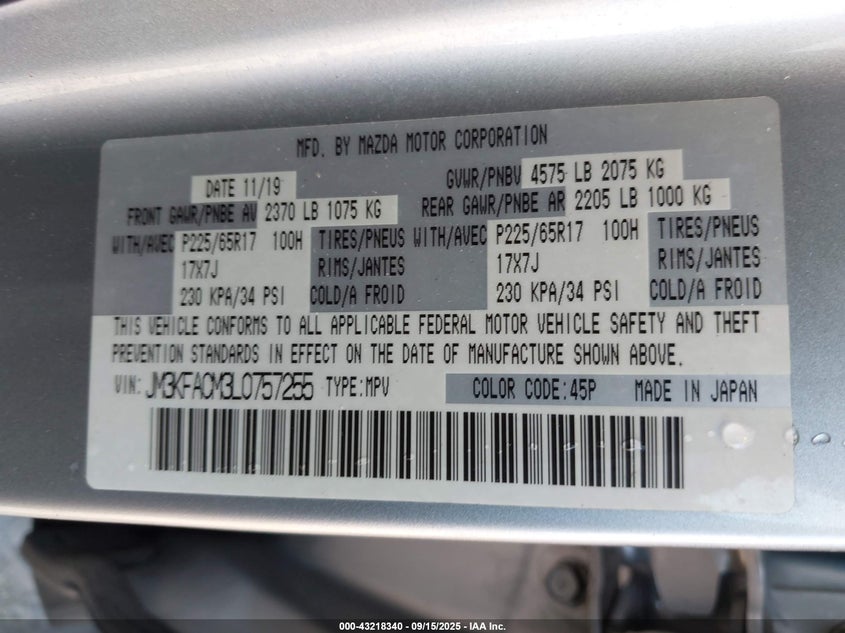 MFD. BY MAZDA MOTOR CORPORATION
DATE 11/19 GVWR/PNBV 4575 LB 2075 KG
FRONT GAWR/PNBE AV 2370 LB 1075 KG REAR GAWR/PNBE AR 2205 LB 1000 KG
WITH/AVEC P225/65R17 100H TIRES/PNEUS WITH/AVEC P225/65R17 100H TIRES/PNEUS
17X7J RIMS/JANTES 17X7J RIMS/JANTES
230 KPA/34 PSI COLD/A FROID 230 KPA/34 PSI COLD/A FROID
THIS VEHICLE CONFORMS TO ALL APPLICABLE FEDERAL MOTOR VEHICLE SAFETY AND THEFT
PREVENTION STANDARDS IN EFFECT ON THE DATE OF MANUFACTURE SHOWN ABOVE.
VIN: JM3KFACM3L0757255 TYPE:MPV COLOR CODE:45P MADE IN JAPAN
000-43218340 - 09/15/2025 - IAA Inc.